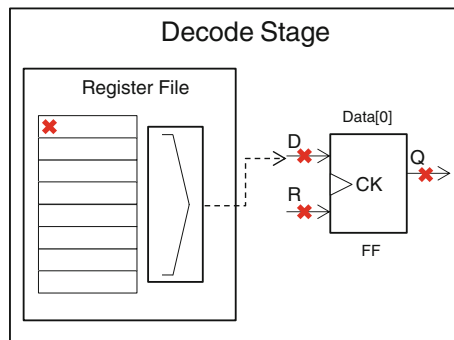 Decode Stage
Register File
Data[0]
D
Q
CK
R
FF